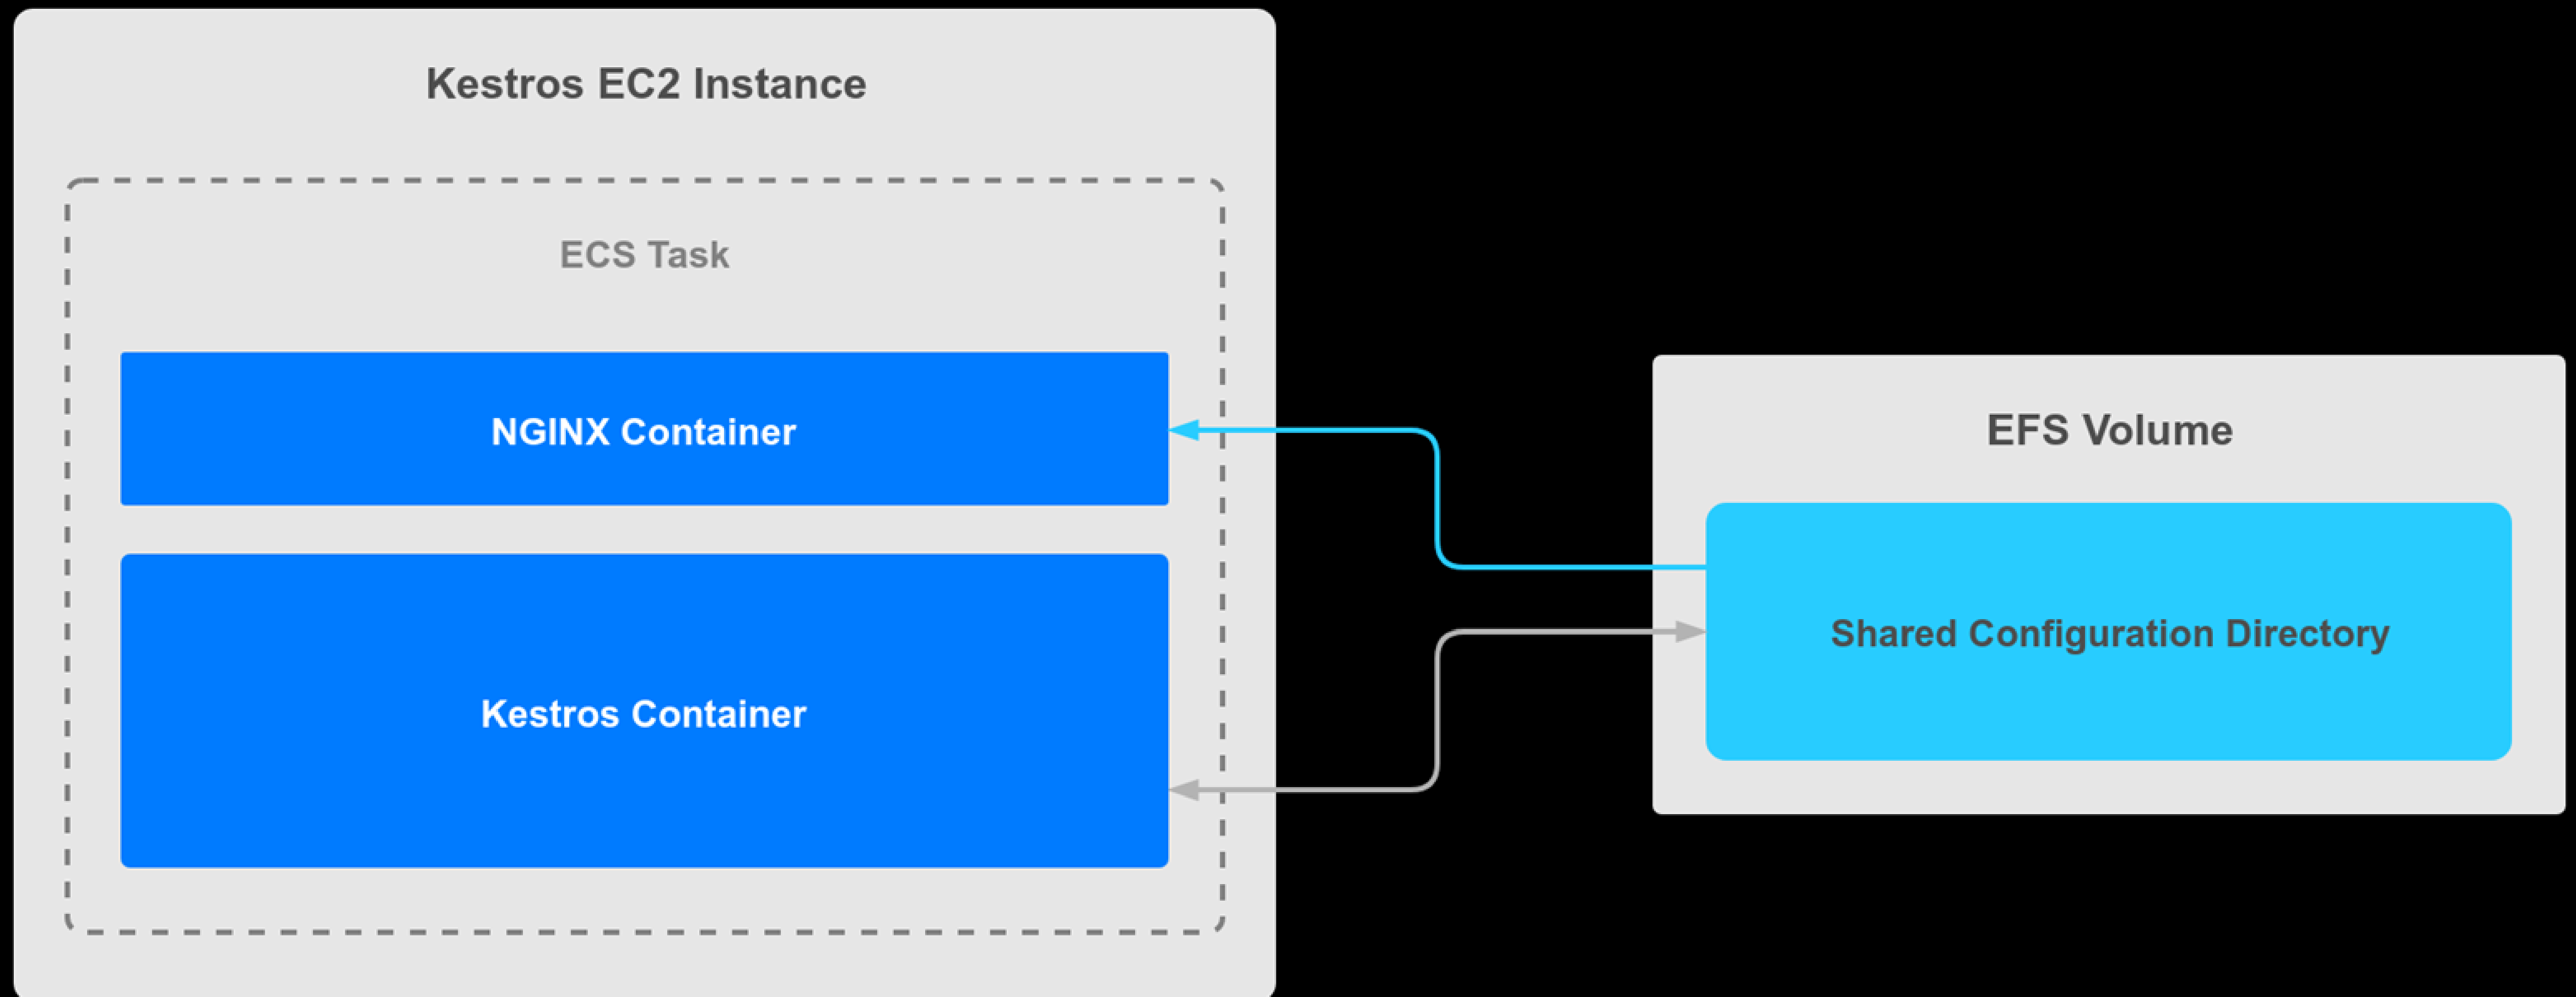 Kestros EC2 Instance
ECS Task
NGINX Container
Kestros Container
EFS Volume
Shared Configuration Directory